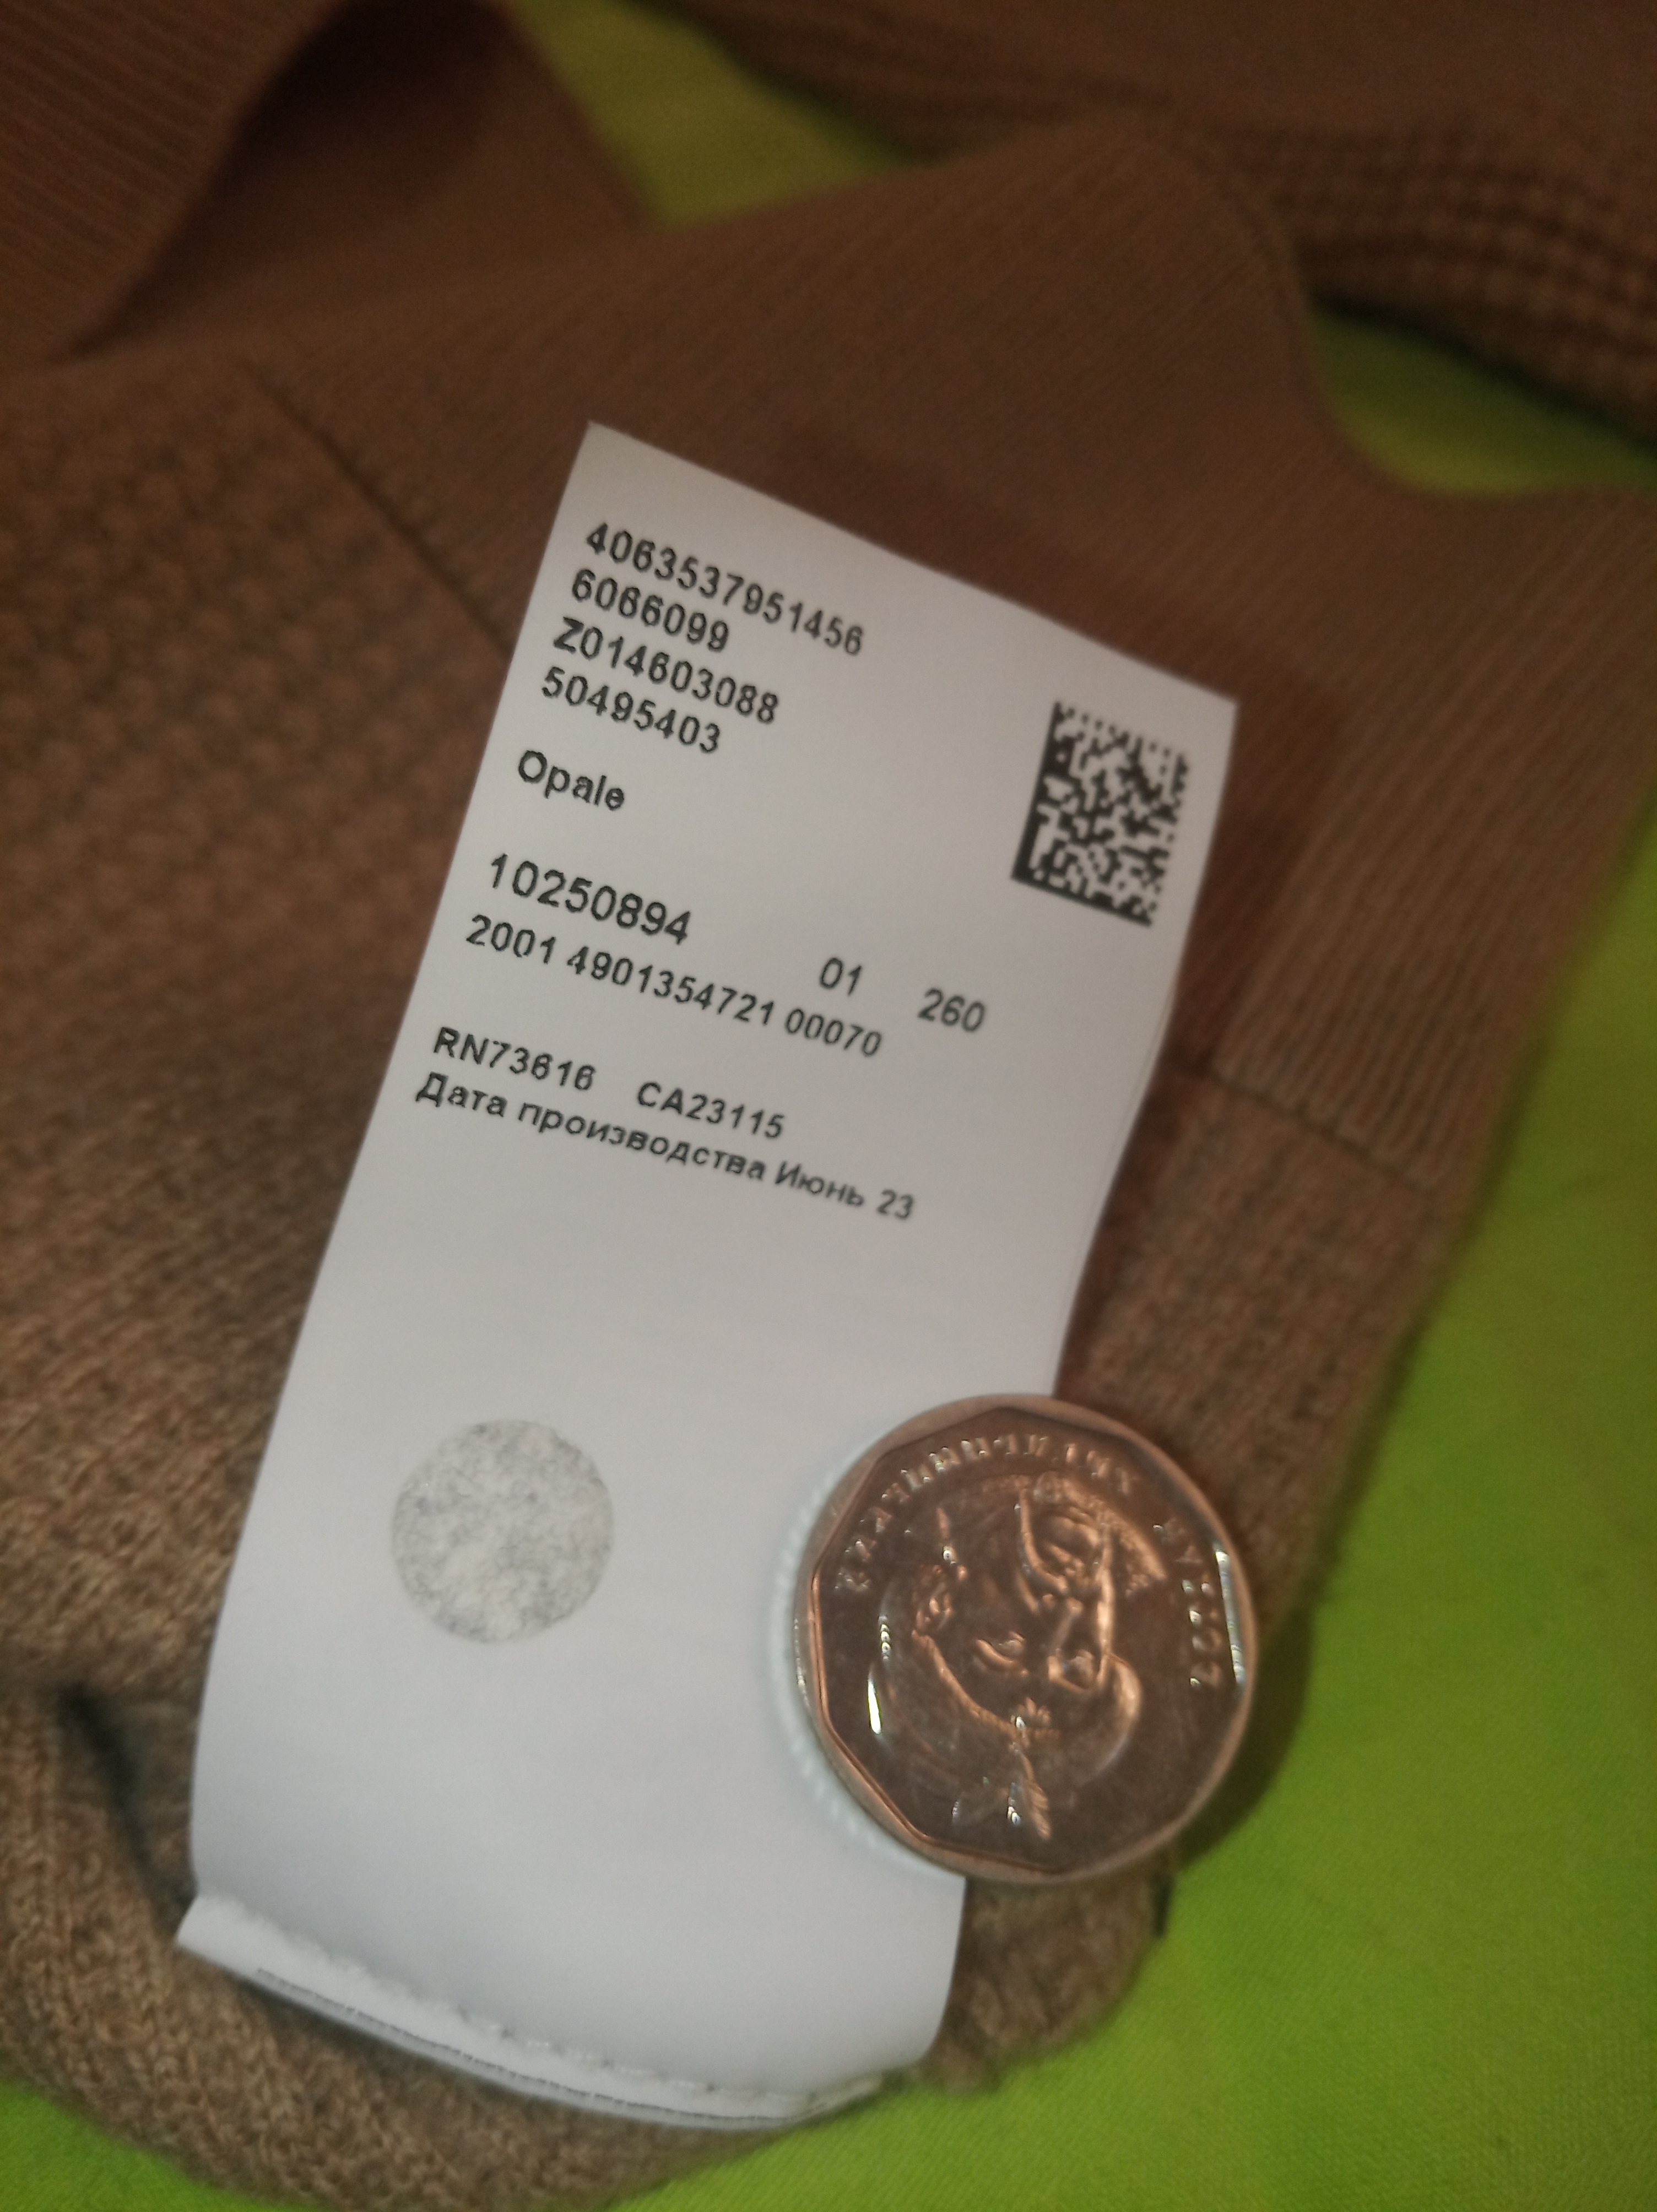 4063537951456
6066099
Z014603088
50495403
Opale
10250894 01 260
2001 4901354721 00070
RN73616 CA23115
Дата производства Июнь 23